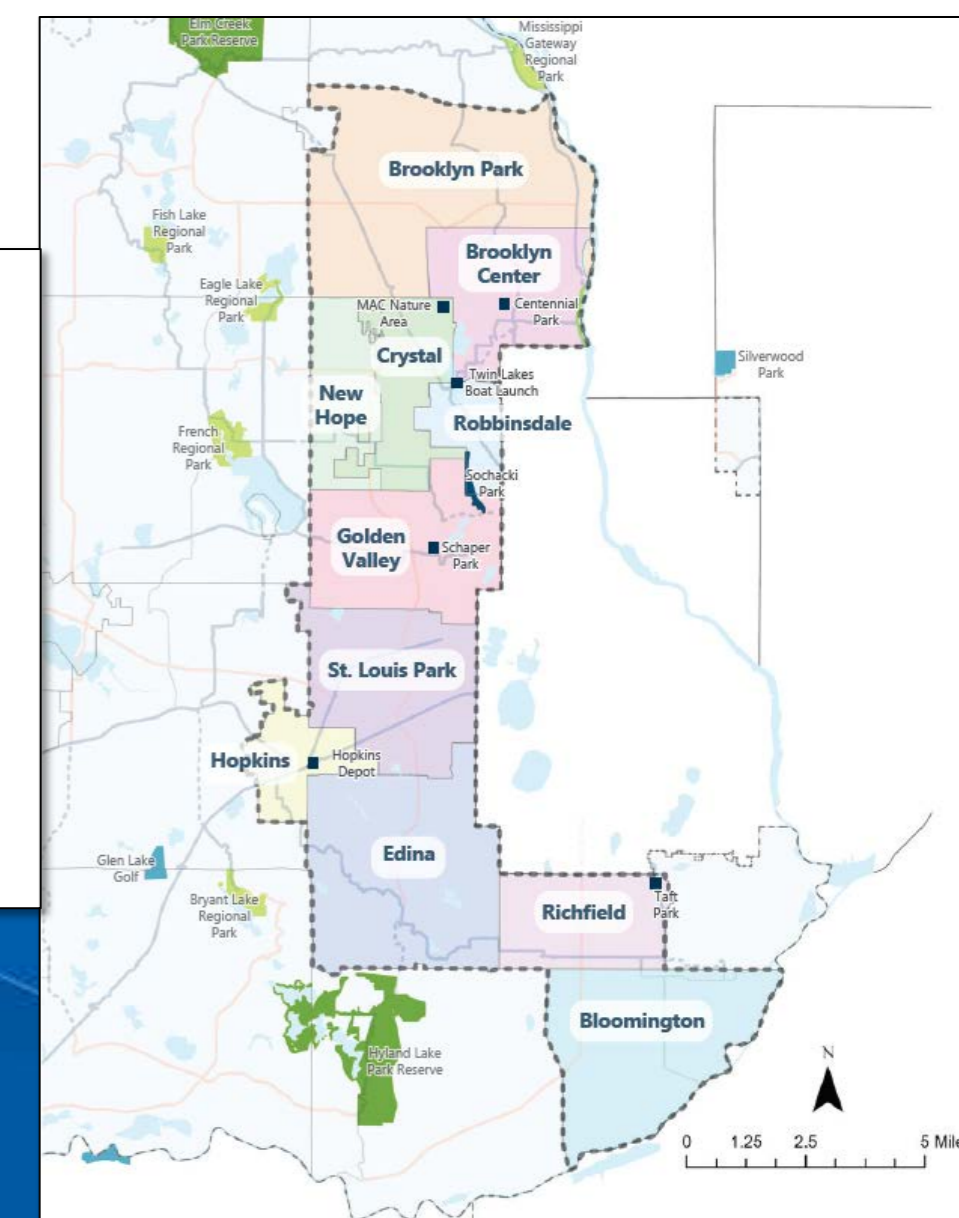 Elm Creek
Park Reserve
Mississippi
Gateway
Regional
Park
Brooklyn Park
Fish Lake
Regional
Park
Brooklyn
Center
Eagle Lake
Regional
Park
MAC Nature
Area
Centennial
Park
Crystal
Silverwood
Park
Twin Lakes
Boat Launch
New
Hope
Robbinsdale
French
Regional
Park
Sochacki
Park
Golden
Valley
Schaper
Park
St. Louis Park
Hopkins
Hopkins
Depot
Edina
Glen Lake
Golf
Bryant Lake
Regional
Park
Taft
Park
Richfield
Bloomington
Hyland Lake
Park Reserve
N
0 1.25 2.5 5 Mile